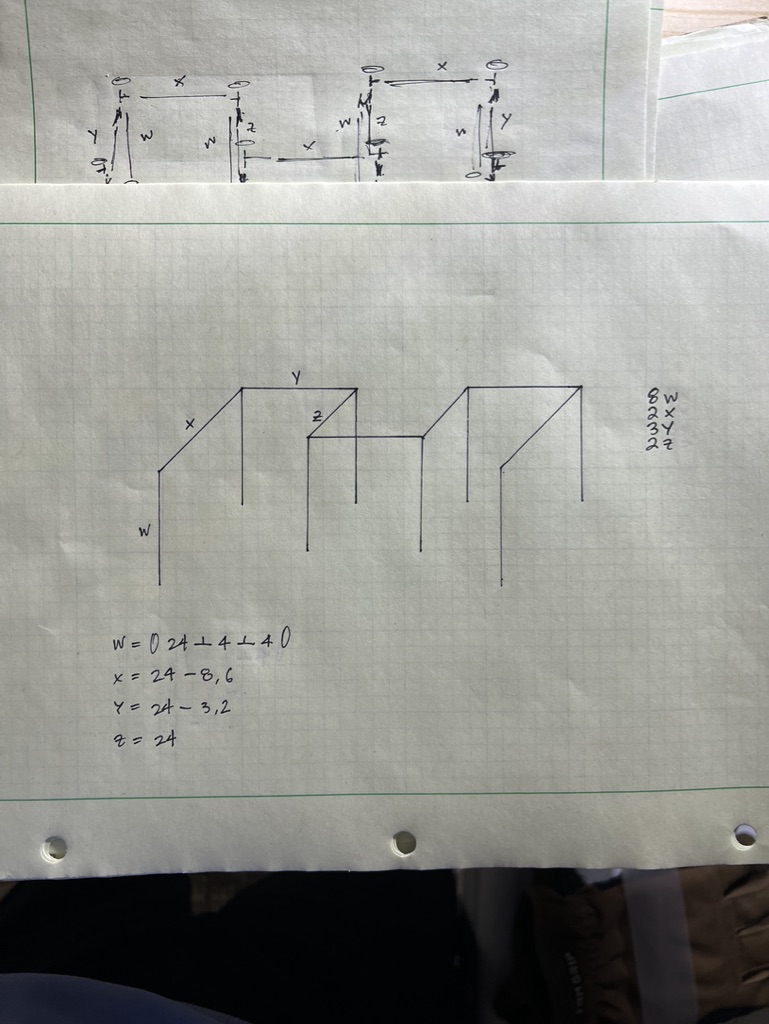 X X
Y W W Z W Z W Y
X
Y
X Z
W
8W
2X
3Y
2Z
W = 0 24 ⊥ 4 ⊥ 4 0
X = 24 – 8,6
Y = 24 – 3,2
Z = 24